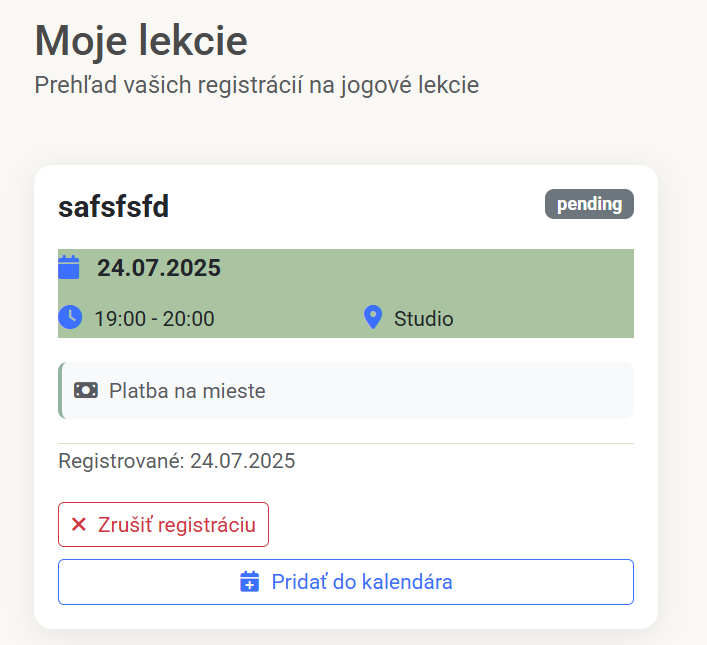 Moje lekcie
Prehľad vašich registrácií na jogové lekcie
safsfsfd pending
24.07.2025
19:00 - 20:00 Studio
Platba na mieste
Registrované: 24.07.2025
Zrušiť registráciu
Pridať do kalendára